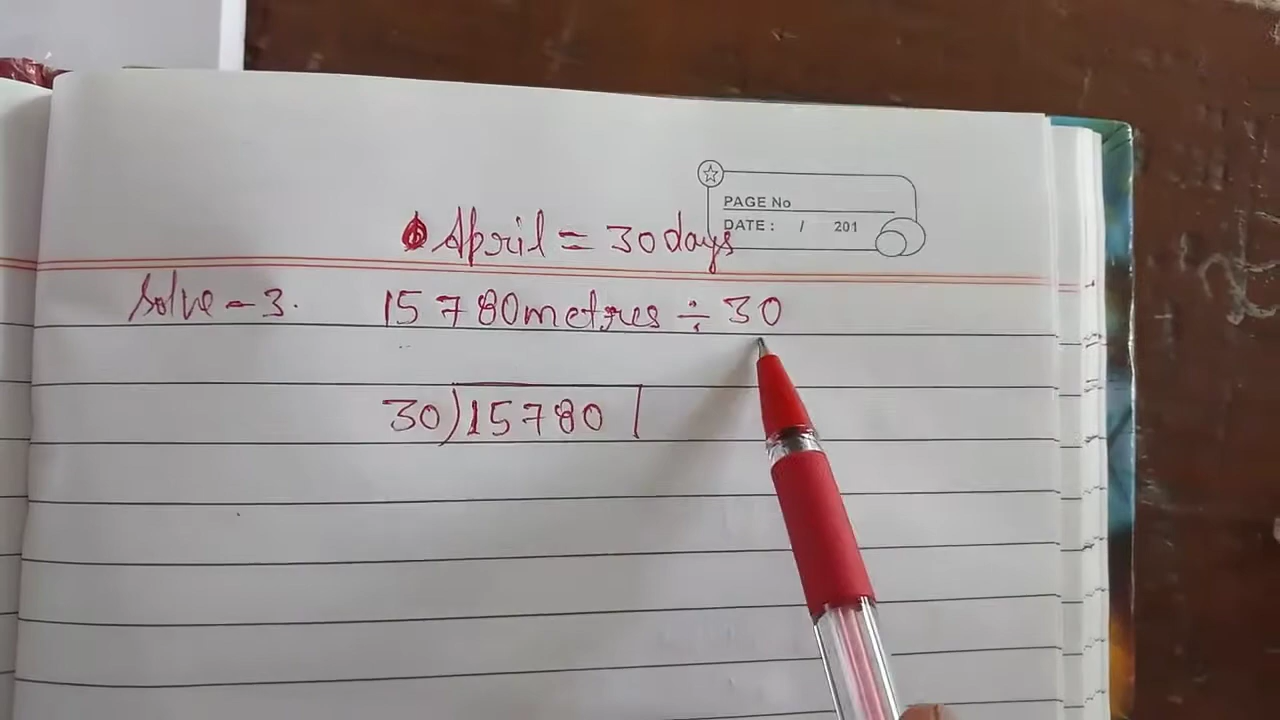 PAGE No
DATE : / 201
April = 30 days
Solve - 3. 15780 metres ÷ 30
30)15780